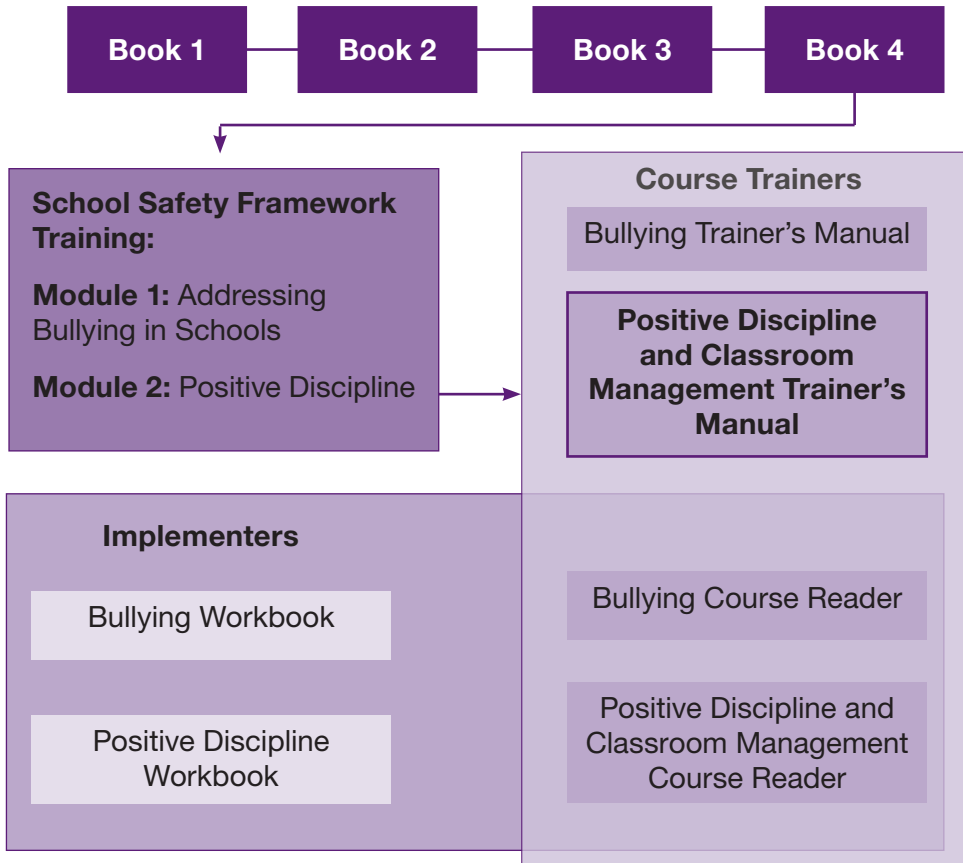 Book 1
Book 2
Book 3
Book 4
School Safety Framework
Training:
Module 1: Addressing
Bullying in Schools
Module 2: Positive Discipline
Course Trainers
Bullying Trainer’s Manual
Positive Discipline
and Classroom
Management Trainer’s
Manual
Implementers
Bullying Workbook
Positive Discipline
Workbook
Bullying Course Reader
Positive Discipline and
Classroom Management
Course Reader